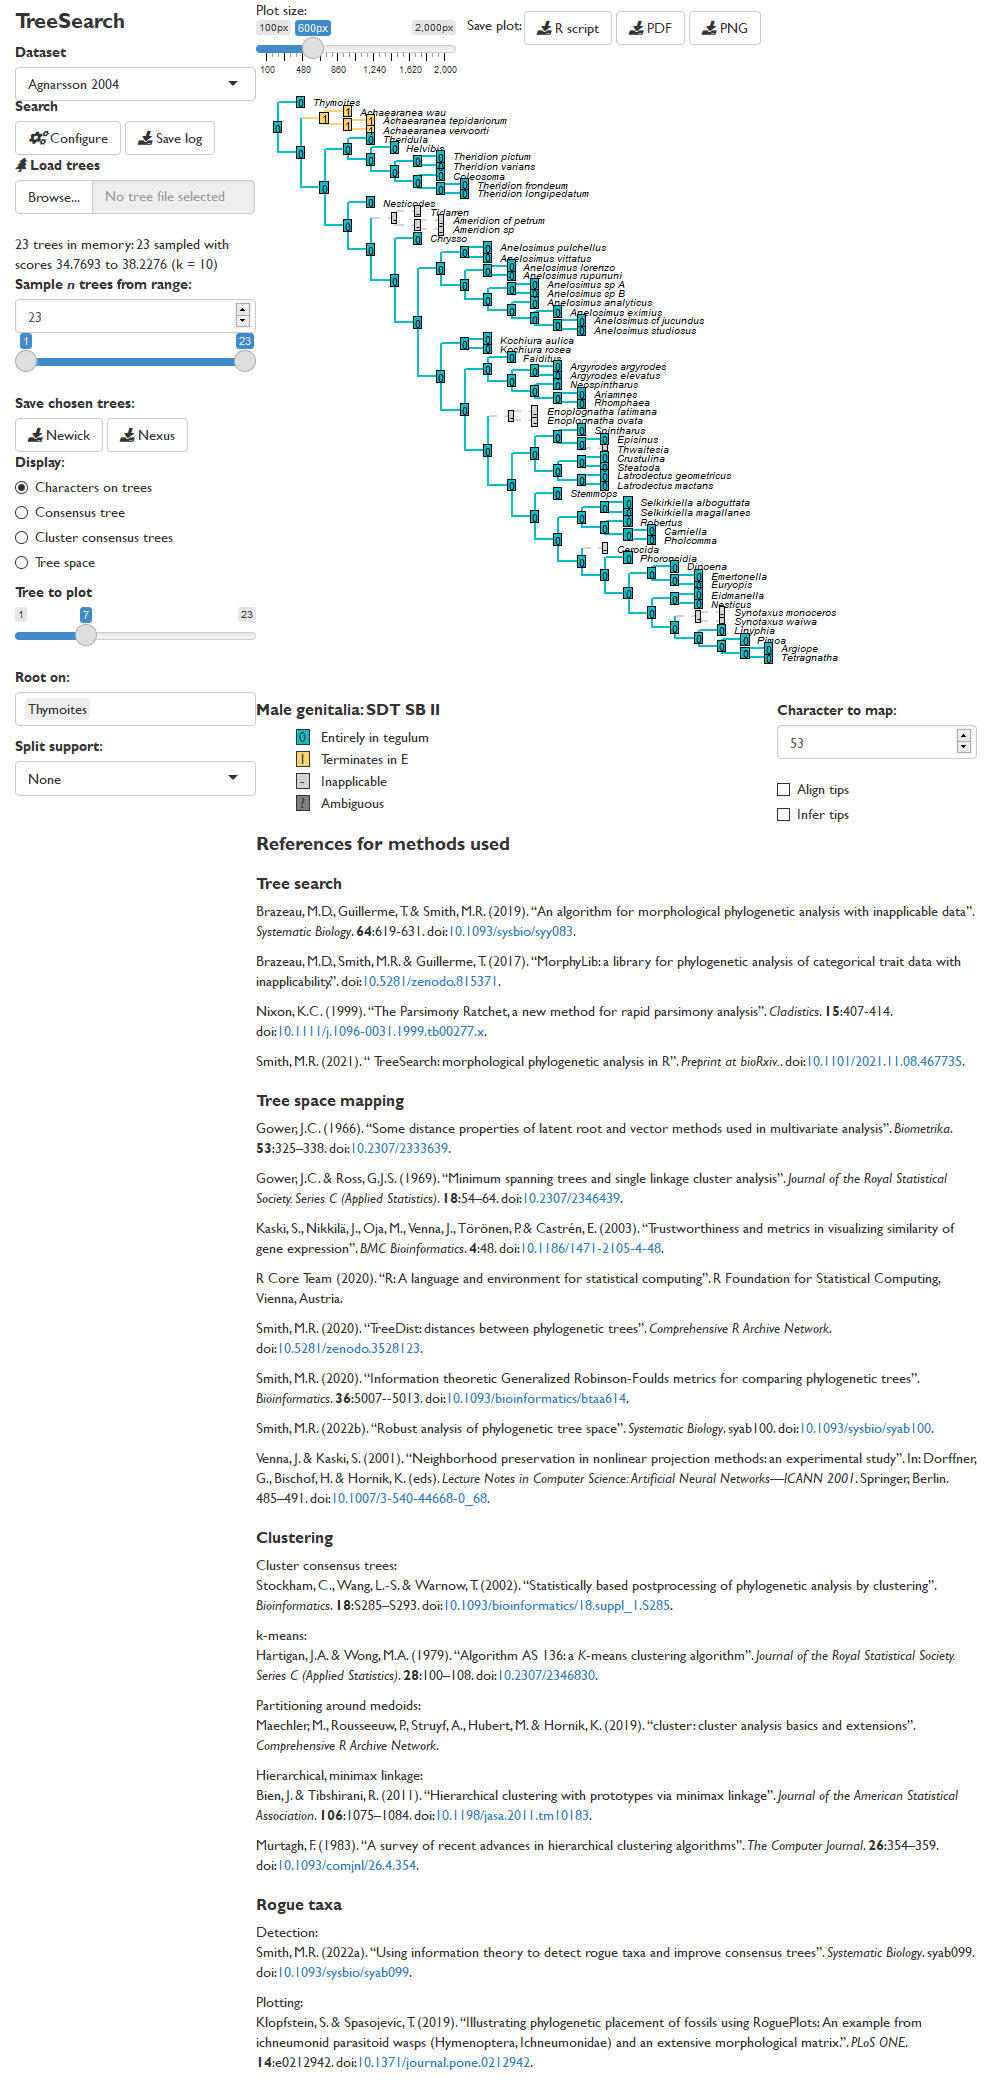 TreeSearch
Dataset
Agnarsson 2004
Search
Configure
Save log
Load trees
Browse...
No tree file selected
23 trees in memory: 23 sampled with
scores 34.7693 to 38.2276 (k = 10)
Sample n trees from range:
23
1
23
Save chosen trees:
Newick
Nexus
Display:
Characters on trees
Consensus tree
Cluster consensus trees
Tree space
Tree to plot
1
7
23
Root on:
Thymoites
Split support:
None
Plot size:
100px
600px
2,000px
100 480 860 1,240 1,620 2,000
Save plot:
R script
PDF
PNG
Thymoites
Achaearanea wau
Achaearanea tepidariorum
Achaearanea vervoorti
Theridula
Helvibis
Theridion pictum
Theridion varians
Coleosoma
Theridion frondeum
Theridion longipedatum
Nesticodes
Tidarren
Ameridion cf petrum
Ameridion sp
Chrysso
Anelosimus pulchellus
Anelosimus vittatus
Anelosimus lorenzo
Anelosimus rupununi
Anelosimus sp A
Anelosimus sp B
Anelosimus analyticus
Anelosimus eximius
Anelosimus cf jucundus
Anelosimus studiosus
Kochiura aulica
Kochiura rosea
Faiditus
Argyrodes argyrodes
Argyrodes elevatus
Neospintharus
Ariamnes
Rhomphaea
Enoplognatha latimana
Enoplognatha ovata
Spintharus
Episinus
Thwaitesia
Crustulina
Steatoda
Latrodectus geometricus
Latrodectus mactans
Stemmops
Selkirkiella alboguttata
Selkirkiella magallanes
Robertus
Carniella
Pholcomma
Cerocida
Phoroncidia
Dipoena
Emertonella
Euryopis
Eidmanella
Nesticus
Synotaxus monoceros
Synotaxus waiwa
Linyphia
Pimoa
Argiope
Tetragnatha
Male genitalia: SDT SB II
0 Entirely in tegulum
1 Terminates in E
- Inapplicable
? Ambiguous
Character to map:
53
Align tips
Infer tips
References for methods used
Tree search
Brazeau, M.D., Guillerme, T. & Smith, M.R. (2019). “An algorithm for morphological phylogenetic analysis with inapplicable data”.
Systematic Biology. 64:619-631. doi:10.1093/sysbio/syy083.
Brazeau, M.D., Smith, M.R. & Guillerme, T. (2017). “MorphyLib: a library for phylogenetic analysis of categorical trait data with
inapplicability.”. doi:10.5281/zenodo.815371.
Nixon, K.C. (1999). “The Parsimony Ratchet, a new method for rapid parsimony analysis”. Cladistics. 15:407-414.
doi:10.1111/j.1096-0031.1999.tb00277.x.
Smith, M.R. (2021). “ TreeSearch: morphological phylogenetic analysis in R”. Preprint at bioRxiv.. doi:10.1101/2021.11.08.467735.
Tree space mapping
Gower, J.C. (1966). “Some distance properties of latent root and vector methods used in multivariate analysis”. Biometrika.
53:325–338. doi:10.2307/2333639.
Gower, J.C. & Ross, G.J.S. (1969). “Minimum spanning trees and single linkage cluster analysis”. Journal of the Royal Statistical
Society. Series C (Applied Statistics). 18:54–64. doi:10.2307/2346439.
Kaski, S., Nikkilä, J., Oja, M., Venna, J., Törönen, P. & Castrén, E. (2003). “Trustworthiness and metrics in visualizing similarity of
gene expression”. BMC Bioinformatics. 4:48. doi:10.1186/1471-2105-4-48.
R Core Team (2020). “R: A language and environment for statistical computing”. R Foundation for Statistical Computing,
Vienna, Austria.
Smith, M.R. (2020). “TreeDist: distances between phylogenetic trees”. Comprehensive R Archive Network.
doi:10.5281/zenodo.3528123.
Smith, M.R. (2020). “Information theoretic Generalized Robinson-Foulds metrics for comparing phylogenetic trees”.
Bioinformatics. 36:5007--5013. doi:10.1093/bioinformatics/btaa614.
Smith, M.R. (2022b). “Robust analysis of phylogenetic tree space”. Systematic Biology. syab100. doi:10.1093/sysbio/syab100.
Venna, J. & Kaski, S. (2001). “Neighborhood preservation in nonlinear projection methods: an experimental study”. In: Dorffner,
G., Bischof, H. & Hornik, K. (eds). Lecture Notes in Computer Science: Artificial Neural Networks—ICANN 2001. Springer, Berlin.
485–491. doi:10.1007/3-540-44668-0_68.
Clustering
Cluster consensus trees:
Stockham, C., Wang, L.-S. & Warnow, T. (2002). “Statistically based postprocessing of phylogenetic analysis by clustering”.
Bioinformatics. 18:S285–S293. doi:10.1093/bioinformatics/18.suppl_1.S285.
k-means:
Hartigan, J.A. & Wong, M.A. (1979). “Algorithm AS 136: a K-means clustering algorithm”. Journal of the Royal Statistical Society.
Series C (Applied Statistics). 28:100–108. doi:10.2307/2346830.
Partitioning around medoids:
Maechler, M., Rousseeuw, P., Struyf, A., Hubert, M. & Hornik, K. (2019). “cluster: cluster analysis basics and extensions”.
Comprehensive R Archive Network.
Hierarchical, minimax linkage:
Bien, J. & Tibshirani, R. (2011). “Hierarchical clustering with prototypes via minimax linkage”. Journal of the American Statistical
Association. 106:1075–1084. doi:10.1198/jasa.2011.tm10183.
Murtagh, F. (1983). “A survey of recent advances in hierarchical clustering algorithms”. The Computer Journal. 26:354–359.
doi:10.1093/comjnl/26.4.354.
Rogue taxa
Detection:
Smith, M.R. (2022a). “Using information theory to detect rogue taxa and improve consensus trees”. Systematic Biology. syab099.
doi:10.1093/sysbio/syab099.
Plotting:
Klopfstein, S. & Spasojevic, T. (2019). “Illustrating phylogenetic placement of fossils using RoguePlots: An example from
ichneumonid parasitoid wasps (Hymenoptera, Ichneumonidae) and an extensive morphological matrix.”. PLoS ONE.
14:e0212942. doi:10.1371/journal.pone.0212942.